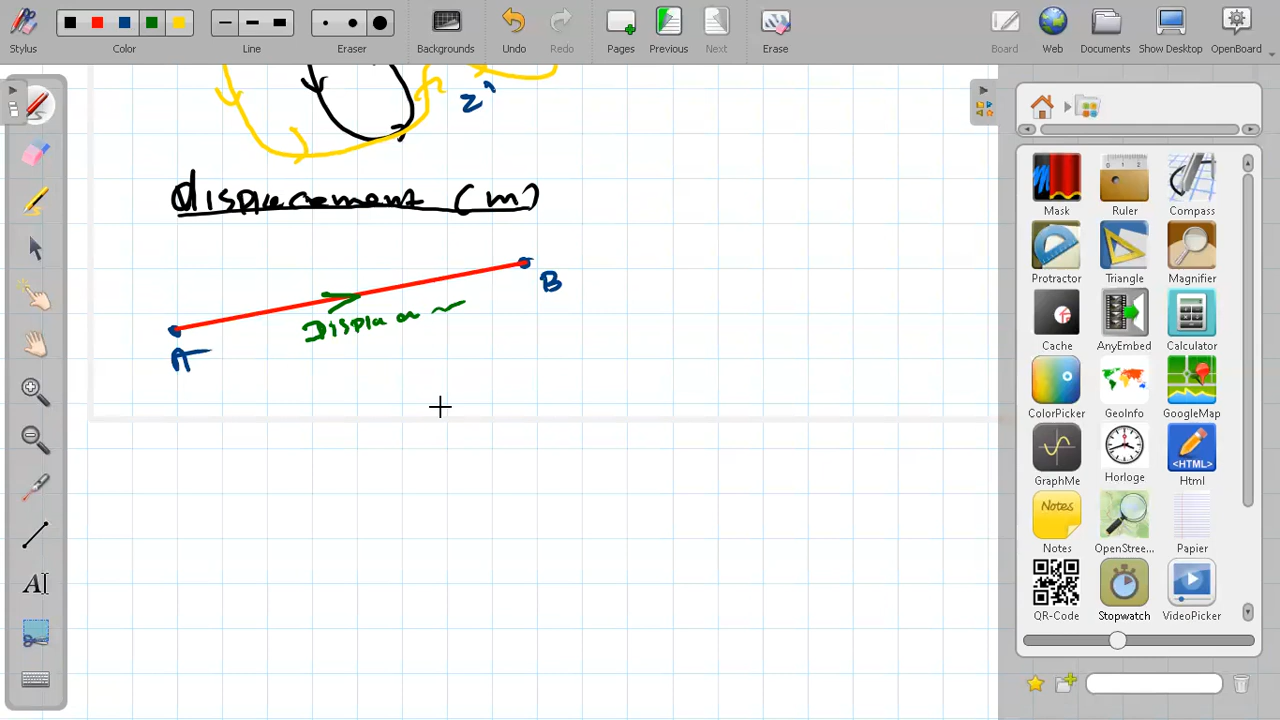 Stylus
Color
Line
Eraser
Backgrounds
Undo
Redo
Pages
Previous
Next
Erase
Board
Web
Documents
Show Desktop
OpenBoard
displacement (m)
B
A
Mask
Ruler
Compass
Protractor
Triangle
Magnifier
Cache
AnyEmbed
Calculator
ColorPicker
GeoInfo
GoogleMap
GraphMe
Horloge
<HTML>
Html
Notes
Notes
OpenStree...
Papier
QR-Code
Stopwatch
VideoPicker